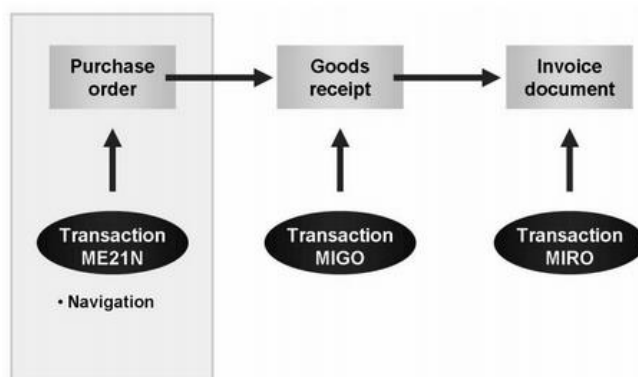 Purchase
order
Goods
receipt
Invoice
document
Transaction
ME21N
Transaction
MIGO
Transaction
MIRO
• Navigation